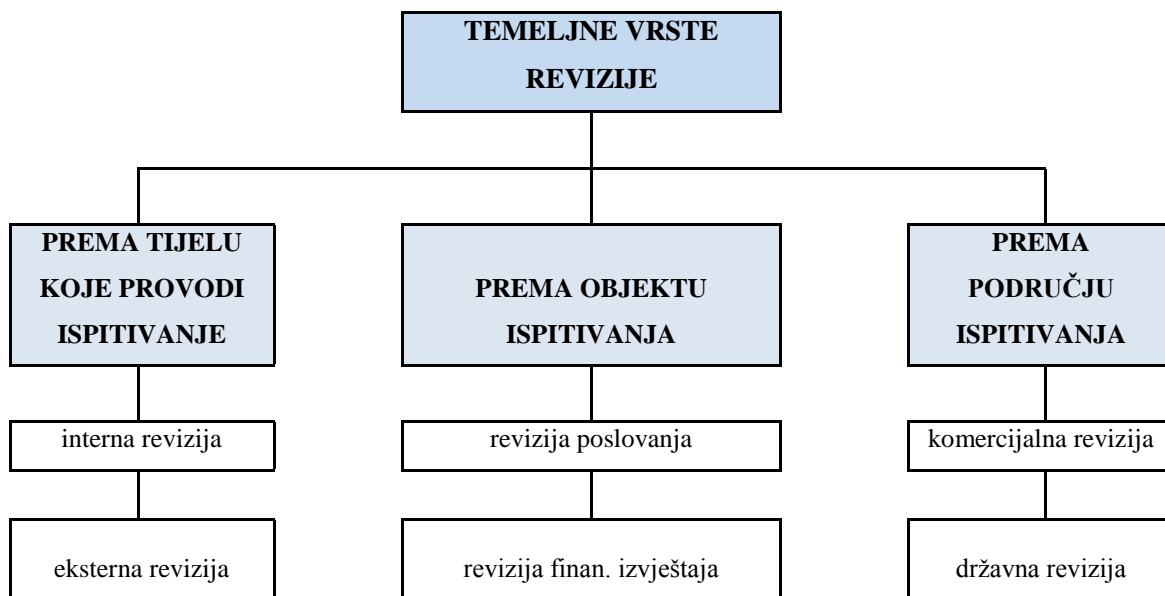 TEMELJNE VRSTE
REVIZIJE
PREMA TIJELU
KOJE PROVODI
ISPITIVANJE
PREMA OBJEKTU
ISPITIVANJA
PREMA
PODRUČJU
ISPITIVANJA
interna revizija
revizija poslovanja
komercijalna revizija
eksterna revizija
revizija finan. izvještaja
državna revizija